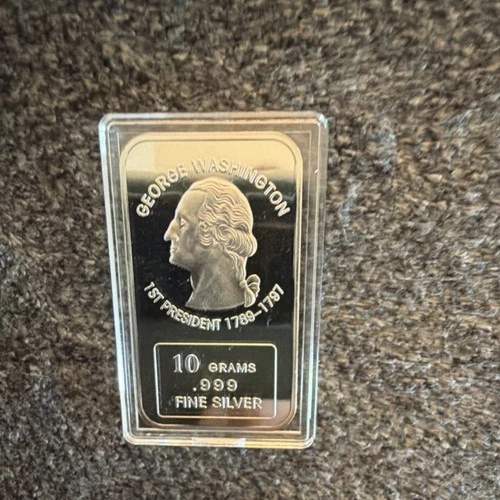 GEORGE WASHINGTON
1ST PRESIDENT 1789-1797
10 GRAMS
.999
FINE SILVER